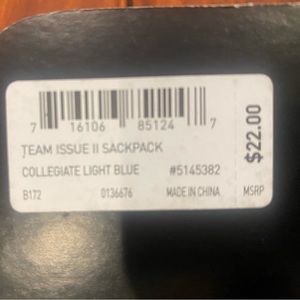 7 16106 85124 7
TEAM ISSUE II SACKPACK
COLLEGIATE LIGHT BLUE #5145382
B172 0136676 MADE IN CHINA MSRP
$22.00